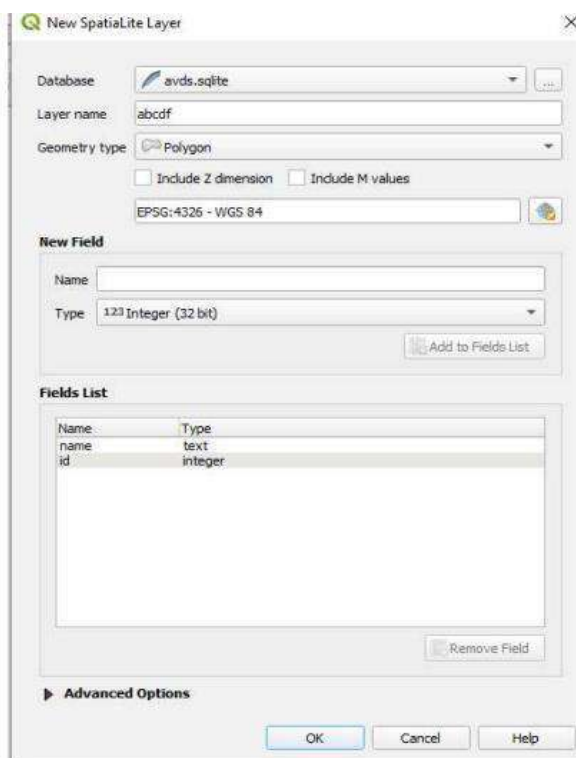 New SpatiaLite Layer
Database avds.sqlite ...
Layer name abcdf
Geometry type Polygon
Include Z dimension Include M values
EPSG:4326 - WGS 84
New Field
Name
Type 123 Integer (32 bit)
Add to Fields List
Fields List
Name Type
name text
id integer
Remove Field
Advanced Options
OK Cancel Help